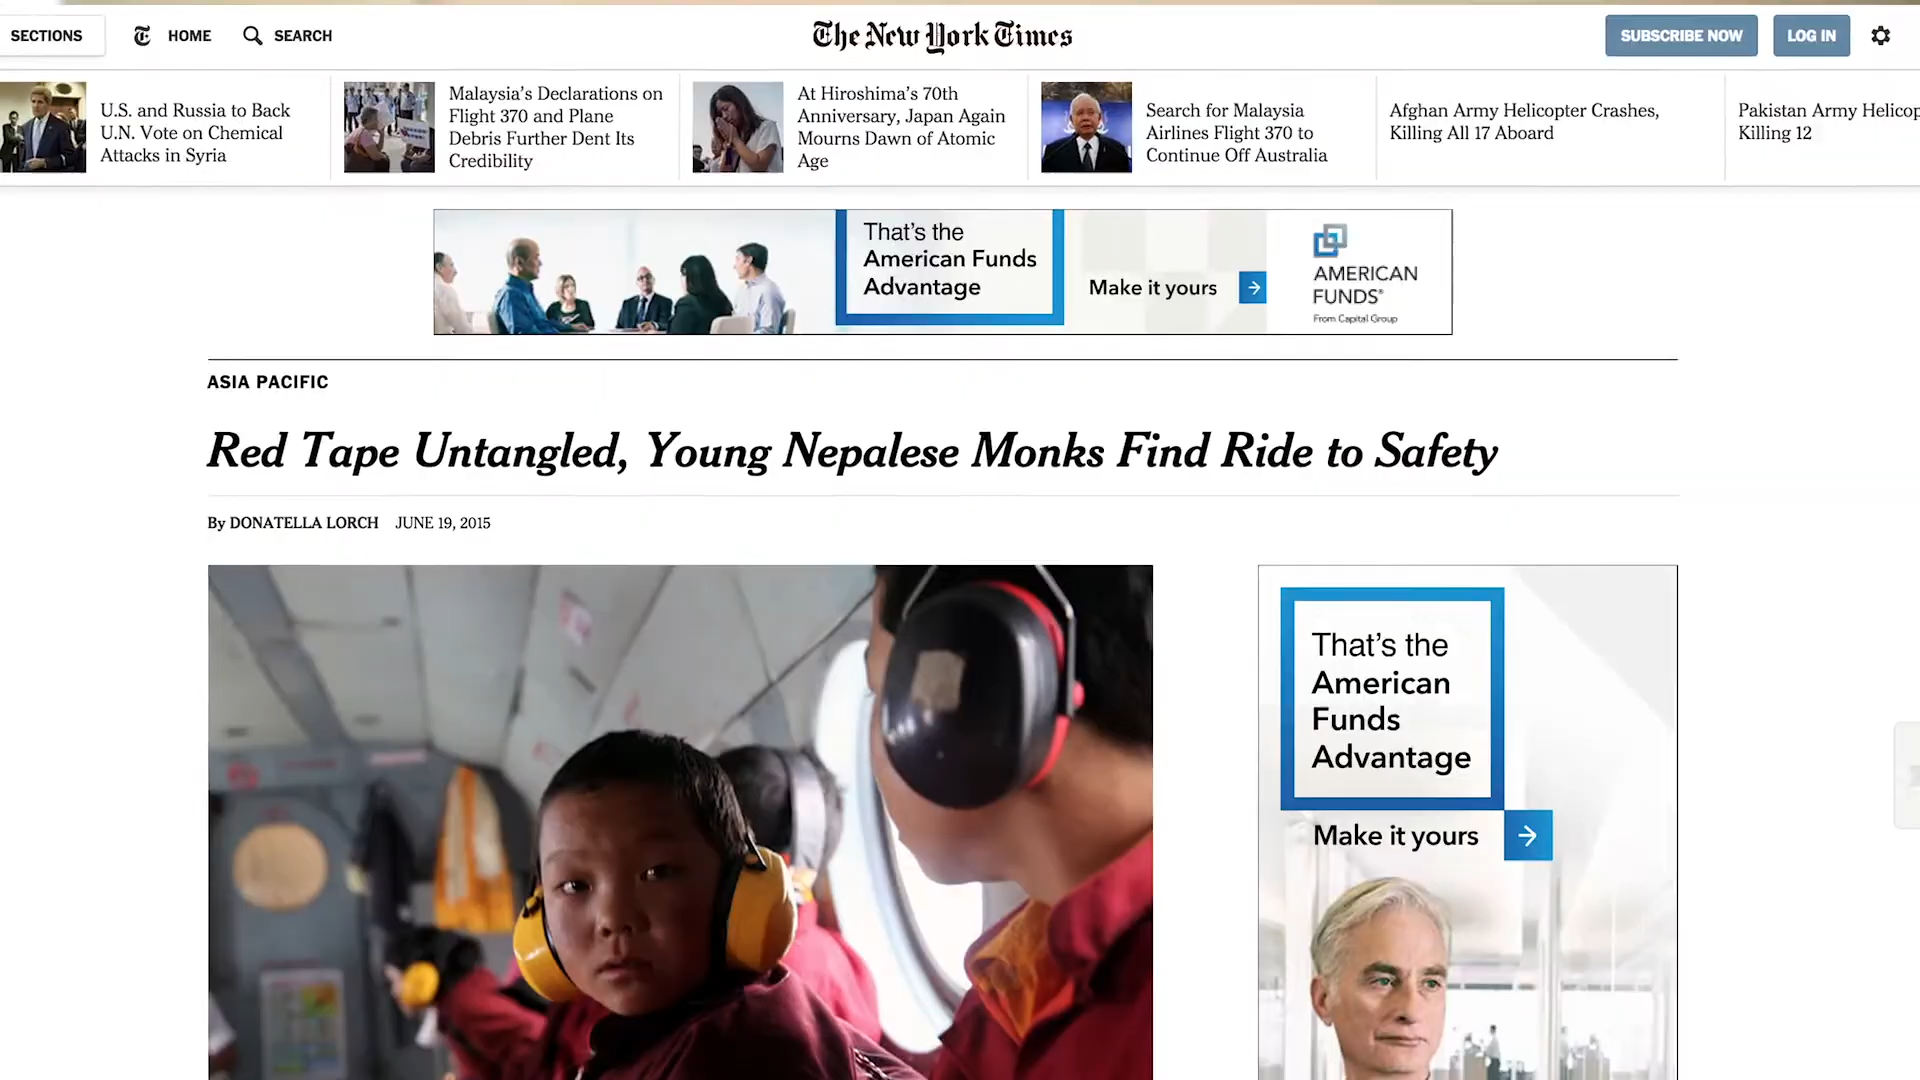 SECTIONS
HOME
SEARCH
The New York Times
SUBSCRIBE NOW
LOG IN
U.S. and Russia to Back
U.N. Vote on Chemical
Attacks in Syria
Malaysia's Declarations on
Flight 370 and Plane
Debris Further Dent Its
Credibility
At Hiroshima's 70th
Anniversary, Japan Again
Mourns Dawn of Atomic
Age
Search for Malaysia
Airlines Flight 370 to
Continue Off Australia
Afghan Army Helicopter Crashes,
Killing All 17 Aboard
Pakistan Army Helicop
Killing 12
That's the
American Funds
Advantage
Make it yours
AMERICAN
FUNDS®
From Capital Group
ASIA PACIFIC
Red Tape Untangled, Young Nepalese Monks Find Ride to Safety
By DONATELLA LORCH JUNE 19, 2015
That's the
American
Funds
Advantage
Make it yours